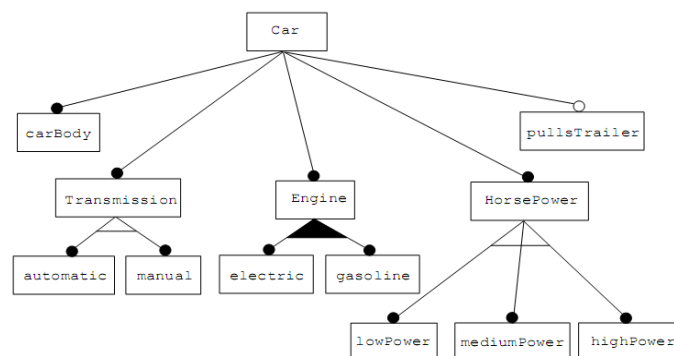 Car
carBody
pullsTrailer
Transmission
Engine
HorsePower
automatic
manual
electric
gasoline
lowPower
mediumPower
highPower